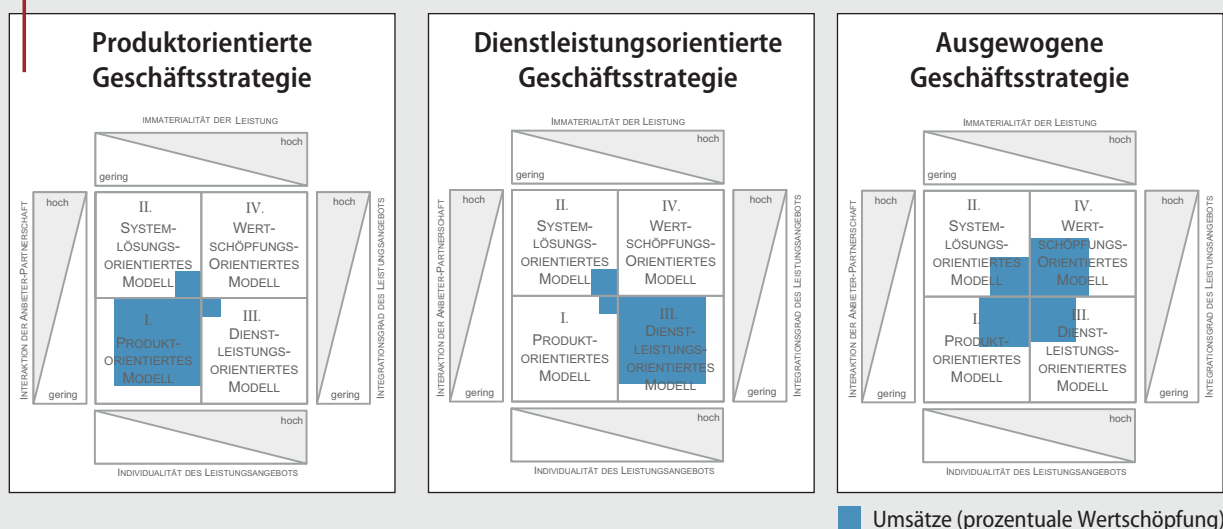 Produktorientierte
Geschäftsstrategie
IMMATERIALITÄT DER LEISTUNG
hoch
gering
INTERAKTION DER ANBIETER-PARTNERSCHAFT
hoch
gering
II.
SYSTEM-
LÖSUNGS-
ORIENTIERTES
MODELL
IV.
WERT-
SCHÖPFUNGS-
ORIENTIERTES
MODELL
I.
PRODUKT-
ORIENTIERTES
MODELL
III.
DIENST-
LEISTUNGS-
ORIENTIERTES
MODELL
hoch
gering
INTEGRATIONSGRAD DES LEISTUNGSANGEBOTS
hoch
gering
INDIVIDUALITÄT DES LEISTUNGSANGEBOTS
Dienstleistungsorientierte
Geschäftsstrategie
IMMATERIALITÄT DER LEISTUNG
hoch
gering
INTERAKTION DER ANBIETER-PARTNERSCHAFT
hoch
gering
II.
SYSTEM-
LÖSUNGS-
ORIENTIERTES
MODELL
IV.
WERT-
SCHÖPFUNGS-
ORIENTIERTES
MODELL
I.
PRODUKT-
ORIENTIERTES
MODELL
III.
DIENST-
LEISTUNGS-
ORIENTIERTES
MODELL
hoch
gering
INTEGRATIONSGRAD DES LEISTUNGSANGEBOTS
hoch
gering
INDIVIDUALITÄT DES LEISTUNGSANGEBOTS
Ausgewogene
Geschäftsstrategie
IMMATERIALITÄT DER LEISTUNG
hoch
gering
INTERAKTION DER ANBIETER-PARTNERSCHAFT
hoch
gering
II.
SYSTEM-
LÖSUNGS-
ORIENTIERTES
MODELL
IV.
WERT-
SCHÖPFUNGS-
ORIENTIERTES
MODELL
I.
PRODUKT-
ORIENTIERTES
MODELL
III.
DIENST-
LEISTUNGS-
ORIENTIERTES
MODELL
hoch
gering
INTEGRATIONSGRAD DES LEISTUNGSANGEBOTS
hoch
gering
INDIVIDUALITÄT DES LEISTUNGSANGEBOTS
Umsätze (prozentuale Wertschöpfung)